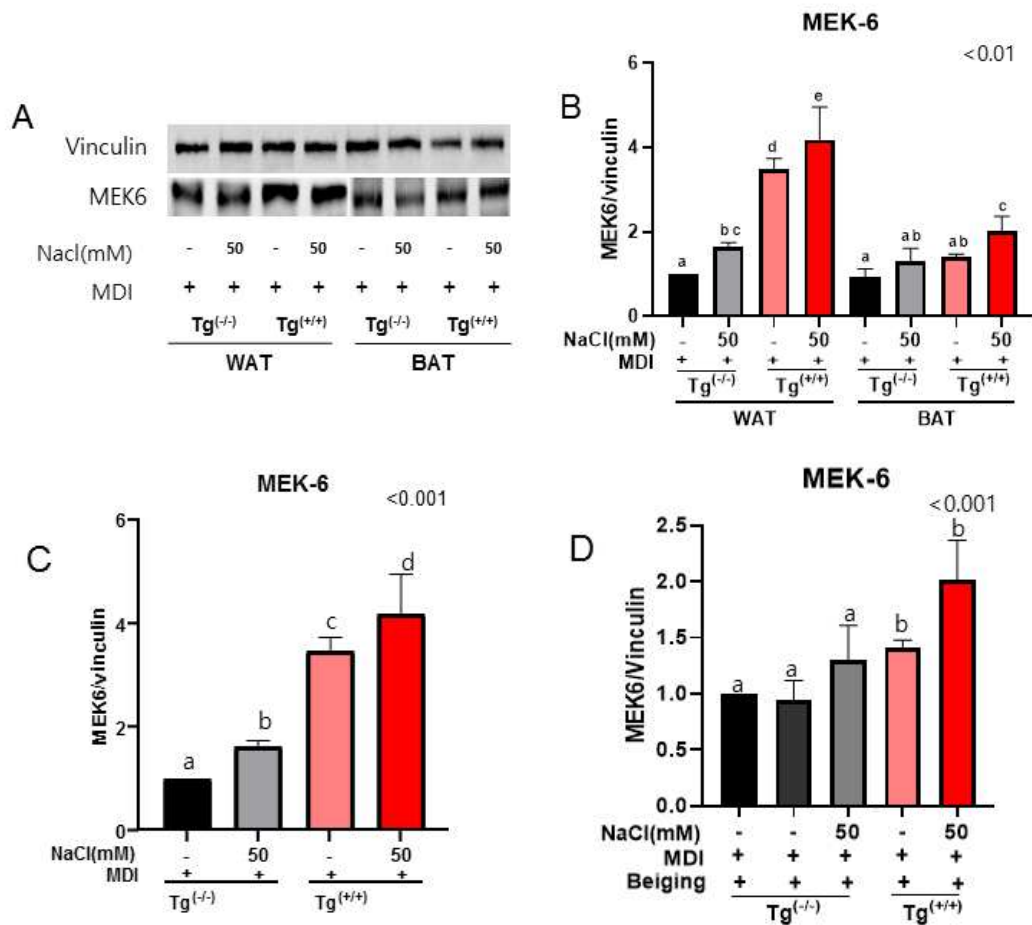 A
Vinculin
MEK6
Nacl(mM) - 50 - 50 - 50 - 50
MDI + + + + + + + +
Tg(-/-) Tg(+/+) Tg(-/-) Tg(+/+)
WAT BAT
B
MEK-6
<0.01
MEK6/vinculin
6
4
2
0
a b c d e a ab ab c
NaCl(mM) - 50 - 50 - 50 - 50
MDI + + + + + + + +
Tg(-/-) Tg(+/+) Tg(-/-) Tg(+/+)
WAT BAT
C
MEK-6
<0.001
MEK6/vinculin
6
4
2
0
a b c d
NaCl(mM) - 50 - 50
MDI + + + +
Tg(-/-) Tg(+/+)
D
MEK-6
<0.001
MEK6/Vinculin
2.5
2.0
1.5
1.0
0.5
0.0
a a a b b
NaCl(mM) - - 50 - 50
MDI + + + + +
Beiging + + + + +
Tg(-/-) Tg(+/+)